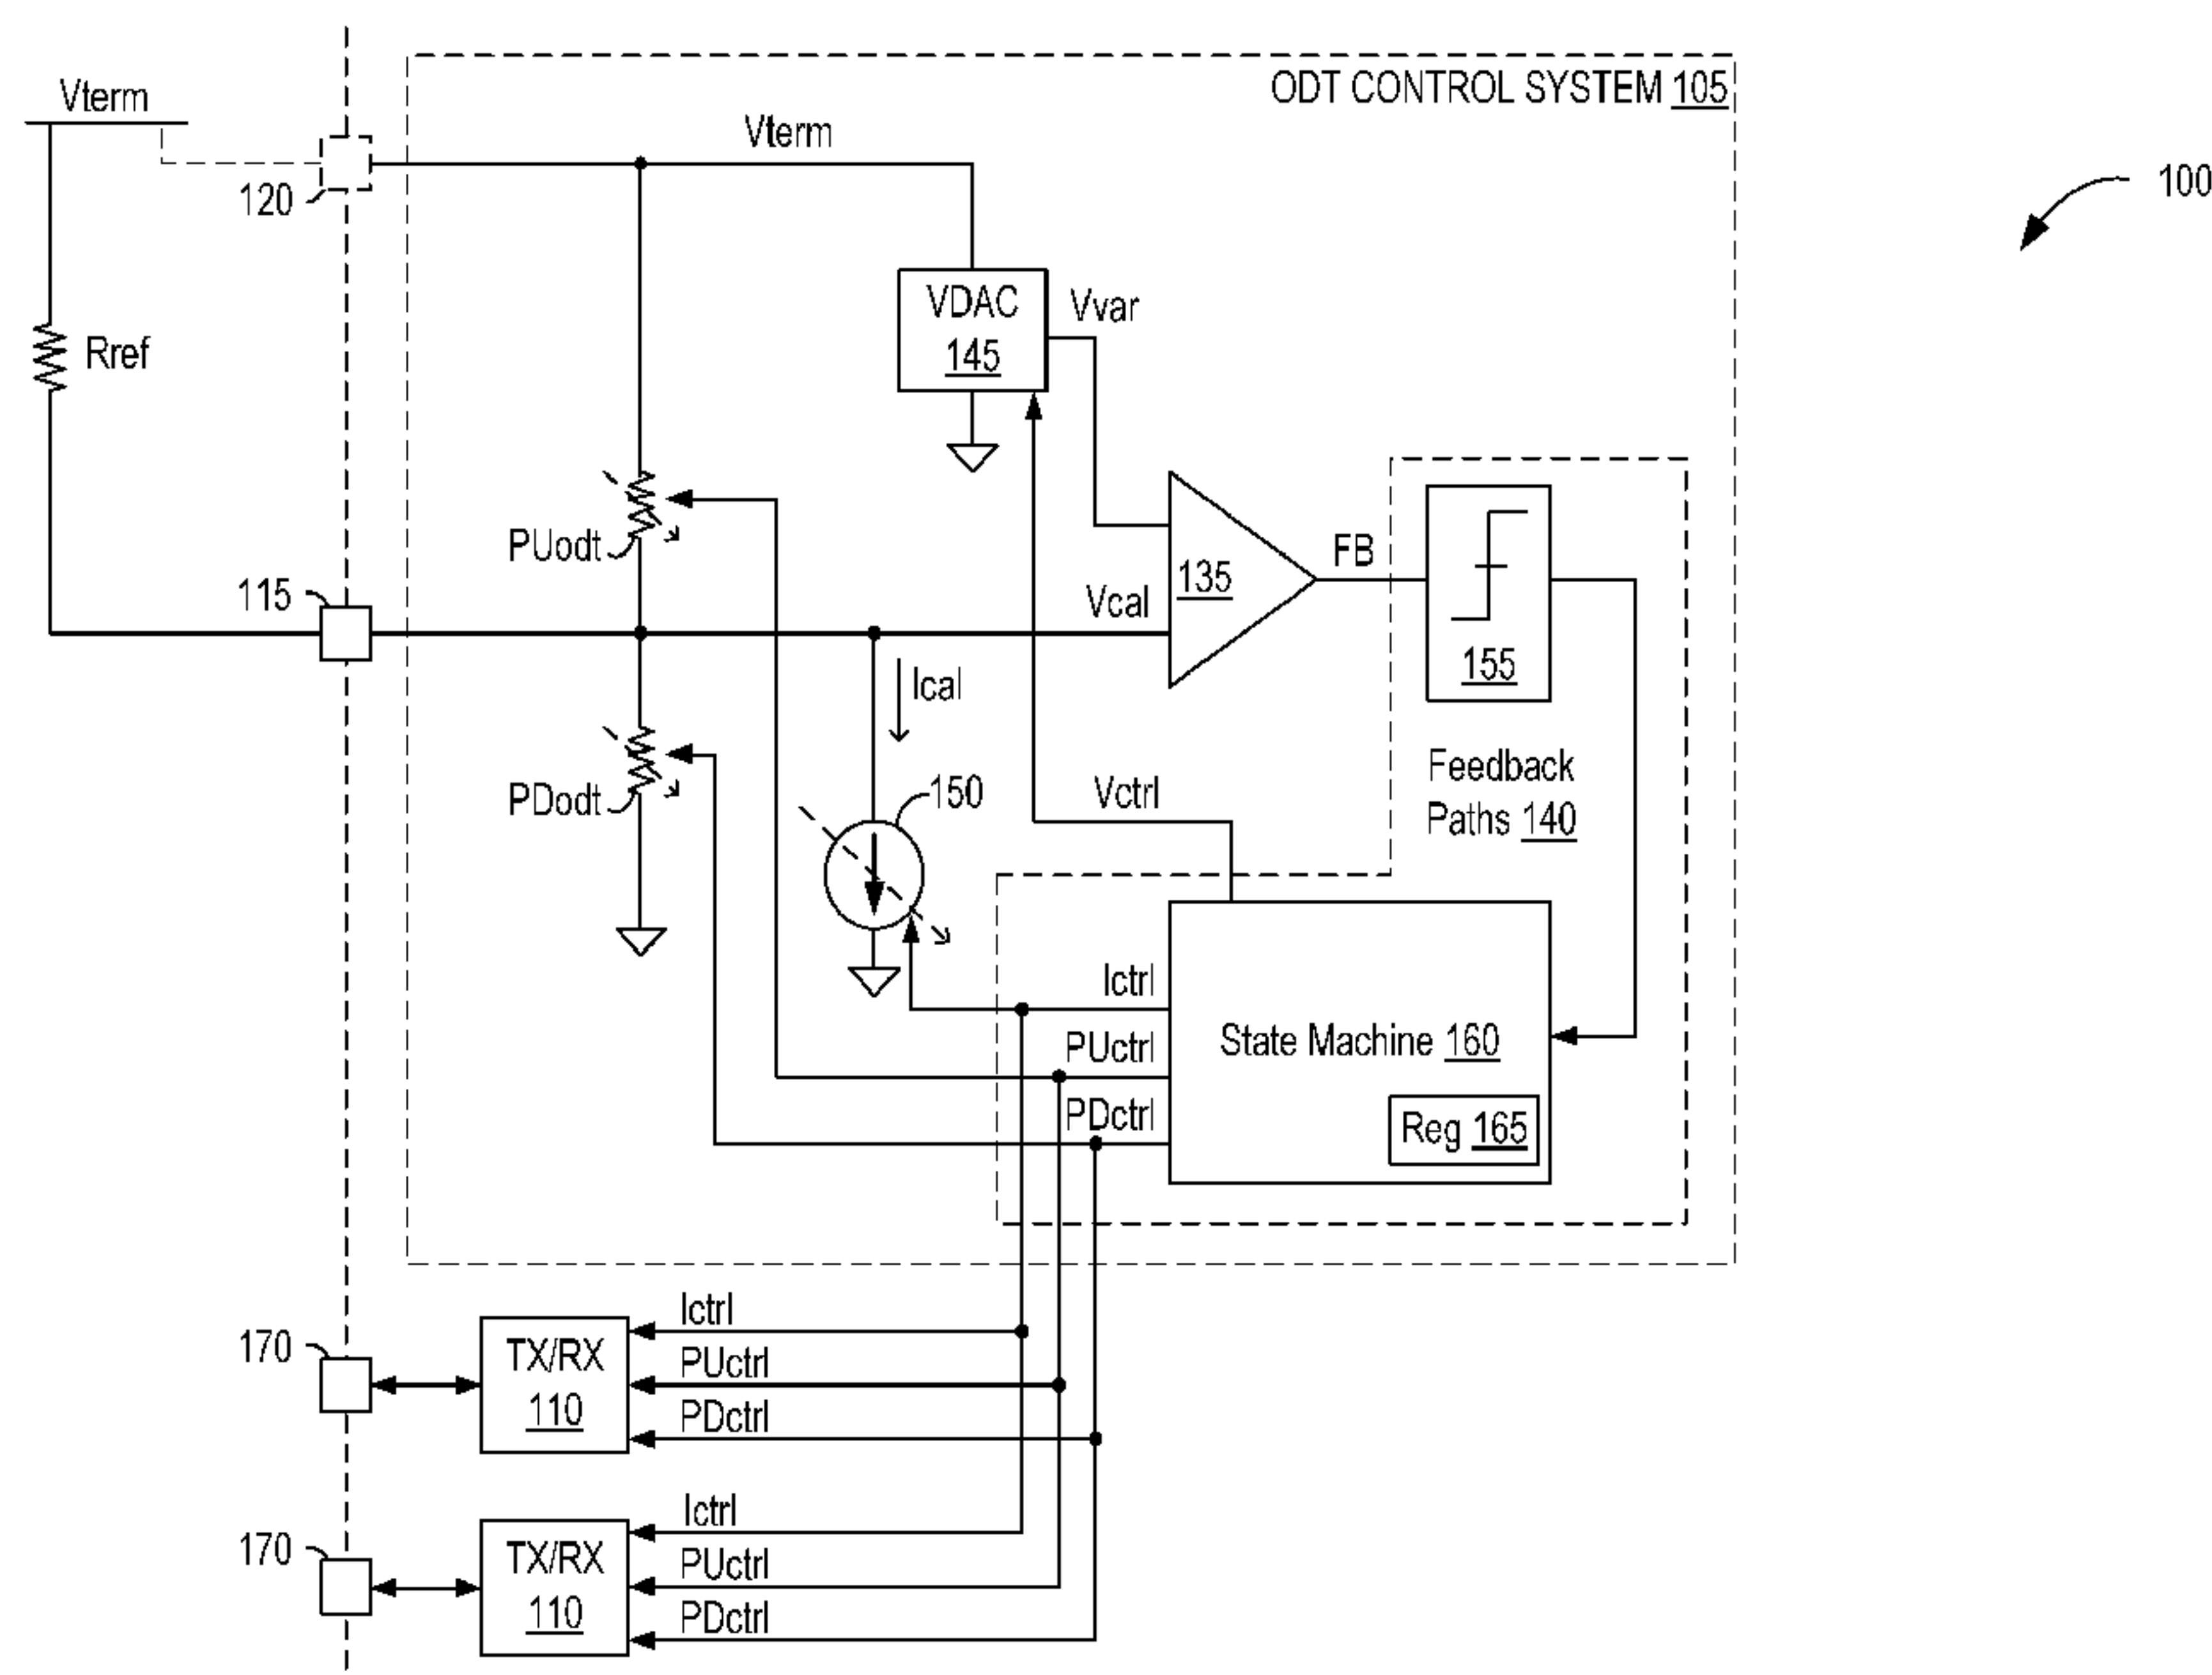 ODT CONTROL SYSTEM 105
Vterm
Vterm
120
100
VDAC
145
Vvar
Rref
PUodt
FB
135
115
Vcal
155
Ical
Feedback
Paths 140
PDodt
150
Vctrl
Ictrl
State Machine 160
PUctrl
PDctrl
Reg 165
Ictrl
170
TX/RX
110
PUctrl
PDctrl
Ictrl
170
TX/RX
110
PUctrl
PDctrl